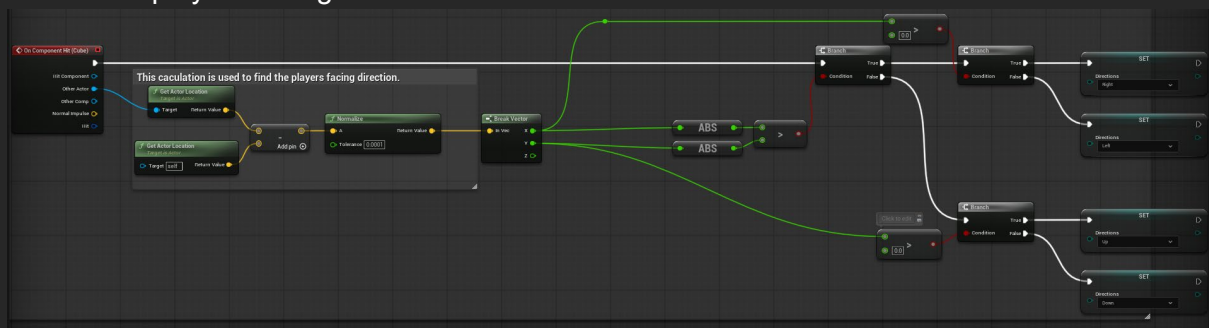 On Component Hit (Cube)
Hit Component
Other Actor
Other Comp
Normal Impulse
Hit
This caculation is used to find the players facing direction.
Get Actor Location
Target is Actor
Target
Return Value
Get Actor Location
Target is Actor
Target self
Return Value
-
Add pin
Normalize
A
Return Value
Tolerance 0.0001
Break Vector
In Vec
X
Y
Z
ABS
ABS
>
0.0
>
Branch
True
Condition
False
Branch
True
Condition
False
SET
Directions
Right
SET
Directions
Left
Click to edit
>
0.0
Branch
True
Condition
False
SET
Directions
Up
SET
Directions
Down